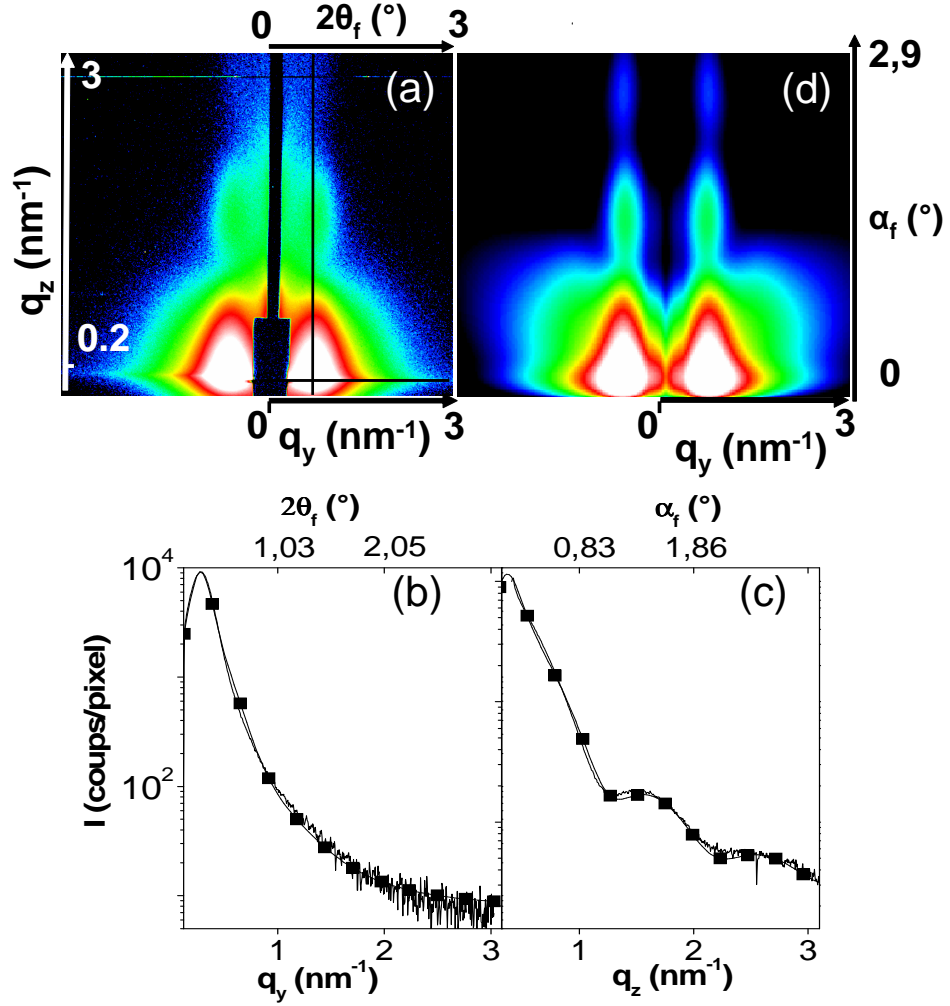 0 2θf (°) 3
3
(a)
qz (nm-1)
0.2
0 qy (nm-1) 3
(d)
2,9
αf (°)
0
0 qy (nm-1) 3
2θf (°)
1,03 2,05
(b)
10^4
10^2
I (coups/pixel)
1 2 3
qy (nm-1)
αf (°)
0,83 1,86
(c)
1 2 3
qz (nm-1)